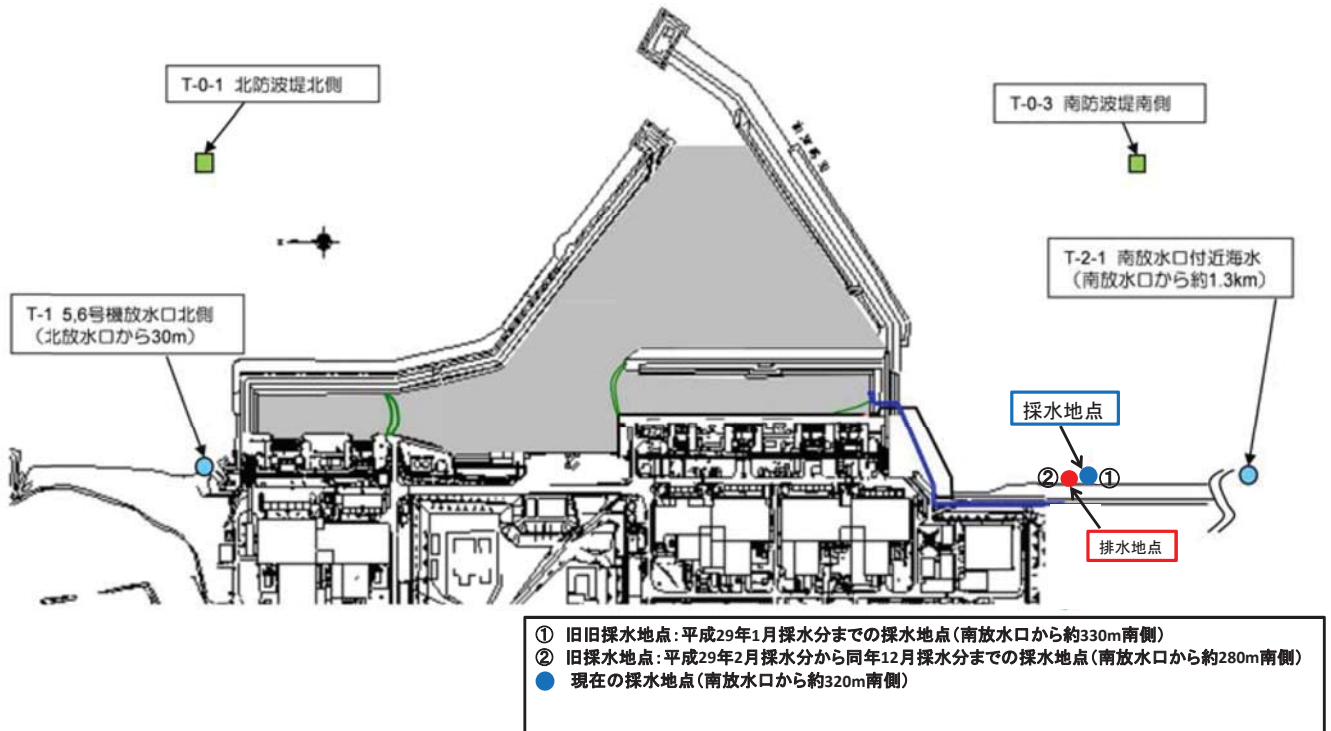 T-0-1 北防波堤北側
T-0-3 南防波堤南側
T-2-1 南放水口付近海水
（南放水口から約1.3km）
T-1 5,6号機放水口北側
（北放水口から30m）
採水地点
② ①
排水地点
① 旧旧採水地点：平成29年1月採水分までの採水地点（南放水口から約330m南側）
② 旧採水地点：平成29年2月採水分から同年12月採水分までの採水地点（南放水口から約280m南側）
現在の採水地点（南放水口から約320m南側）